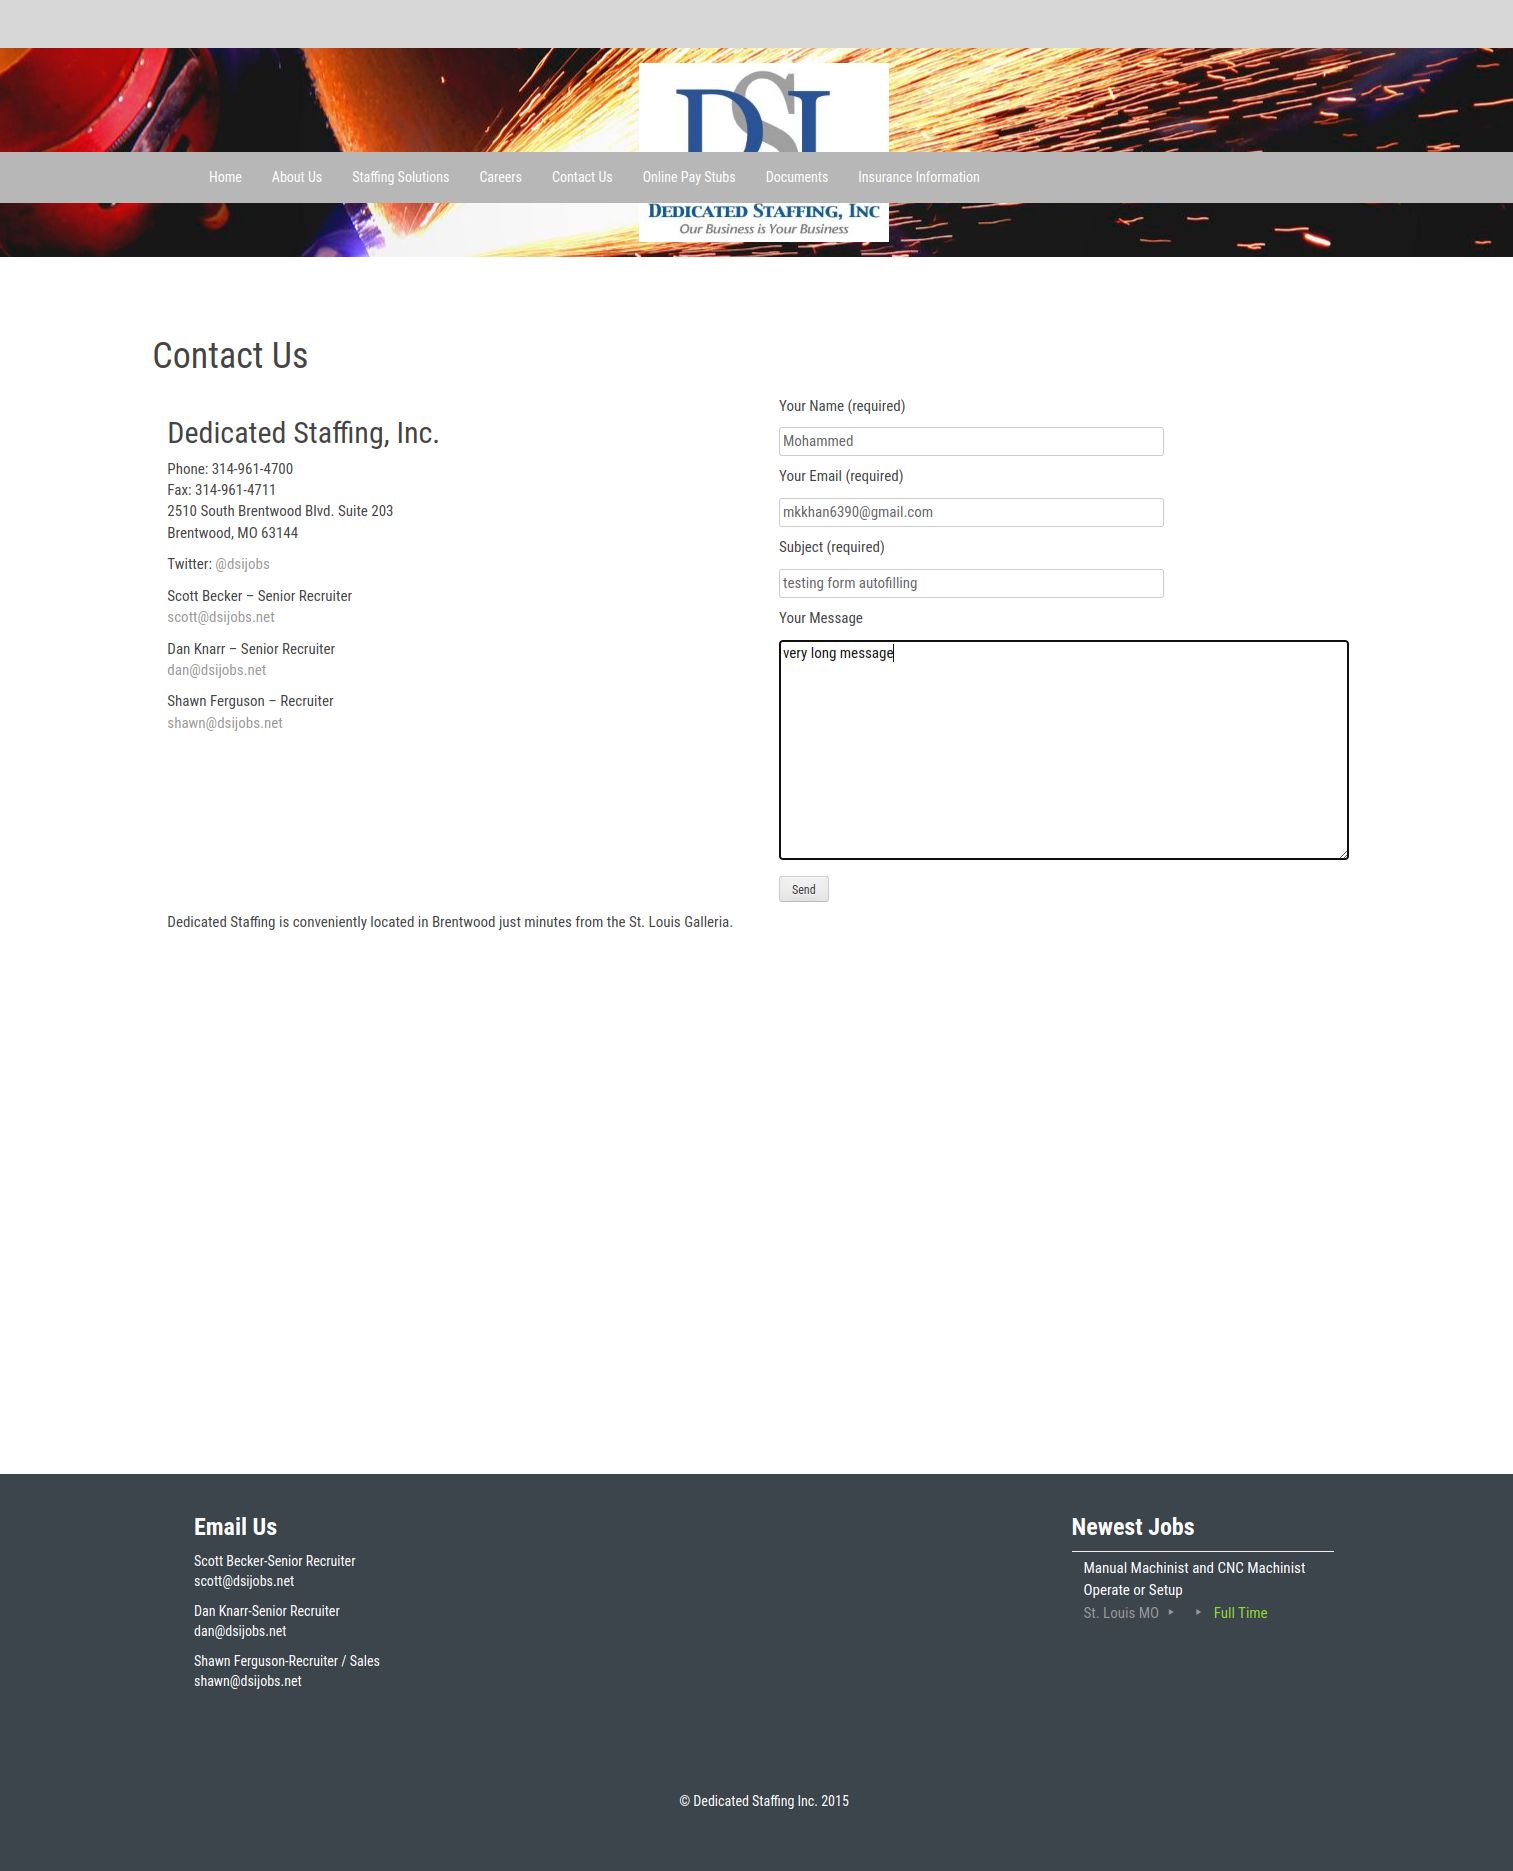 DSI
Home About Us Staffing Solutions Careers Contact Us Online Pay Stubs Documents Insurance Information
DEDICATED STAFFING, INC
Our Business is Your Business
Contact Us
Dedicated Staffing, Inc.
Phone: 314-961-4700
Fax: 314-961-4711
2510 South Brentwood Blvd. Suite 203
Brentwood, MO 63144
Twitter: @dsijobs
Scott Becker – Senior Recruiter
scott@dsijobs.net
Dan Knarr – Senior Recruiter
dan@dsijobs.net
Shawn Ferguson – Recruiter
shawn@dsijobs.net
Your Name (required)
Mohammed
Your Email (required)
mkkhan6390@gmail.com
Subject (required)
testing form autofilling
Your Message
very long message
Send
Dedicated Staffing is conveniently located in Brentwood just minutes from the St. Louis Galleria.
Email Us
Scott Becker-Senior Recruiter
scott@dsijobs.net
Dan Knarr-Senior Recruiter
dan@dsijobs.net
Shawn Ferguson-Recruiter / Sales
shawn@dsijobs.net
Newest Jobs
Manual Machinist and CNC Machinist
Operate or Setup
St. Louis MO ‣ ‣ Full Time
© Dedicated Staffing Inc. 2015